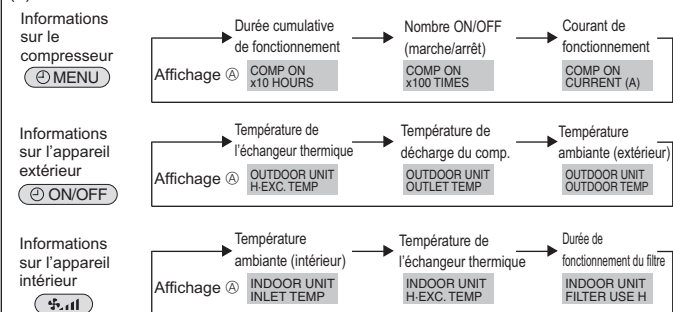 Informations
sur le
compresseur
MENU
Affichage Ⓐ
Durée cumulative
de fonctionnement
COMP ON
x10 HOURS
Nombre ON/OFF
(marche/arrêt)
COMP ON
x100 TIMES
Courant de
fonctionnement
COMP ON
CURRENT (A)
Informations
sur l'appareil
extérieur
ON/OFF
Affichage Ⓐ
Température de
l'échangeur thermique
OUTDOOR UNIT
H·EXC. TEMP
Température de
décharge du comp.
OUTDOOR UNIT
OUTLET TEMP
Température
ambiante (extérieur)
OUTDOOR UNIT
OUTDOOR TEMP
Informations
sur l'appareil
intérieur
Affichage Ⓐ
Température
ambiante (intérieur)
INDOOR UNIT
INLET TEMP
Température de
l'échangeur thermique
INDOOR UNIT
H·EXC. TEMP
Durée de
fonctionnement du filtre
INDOOR UNIT
FILTER USE H